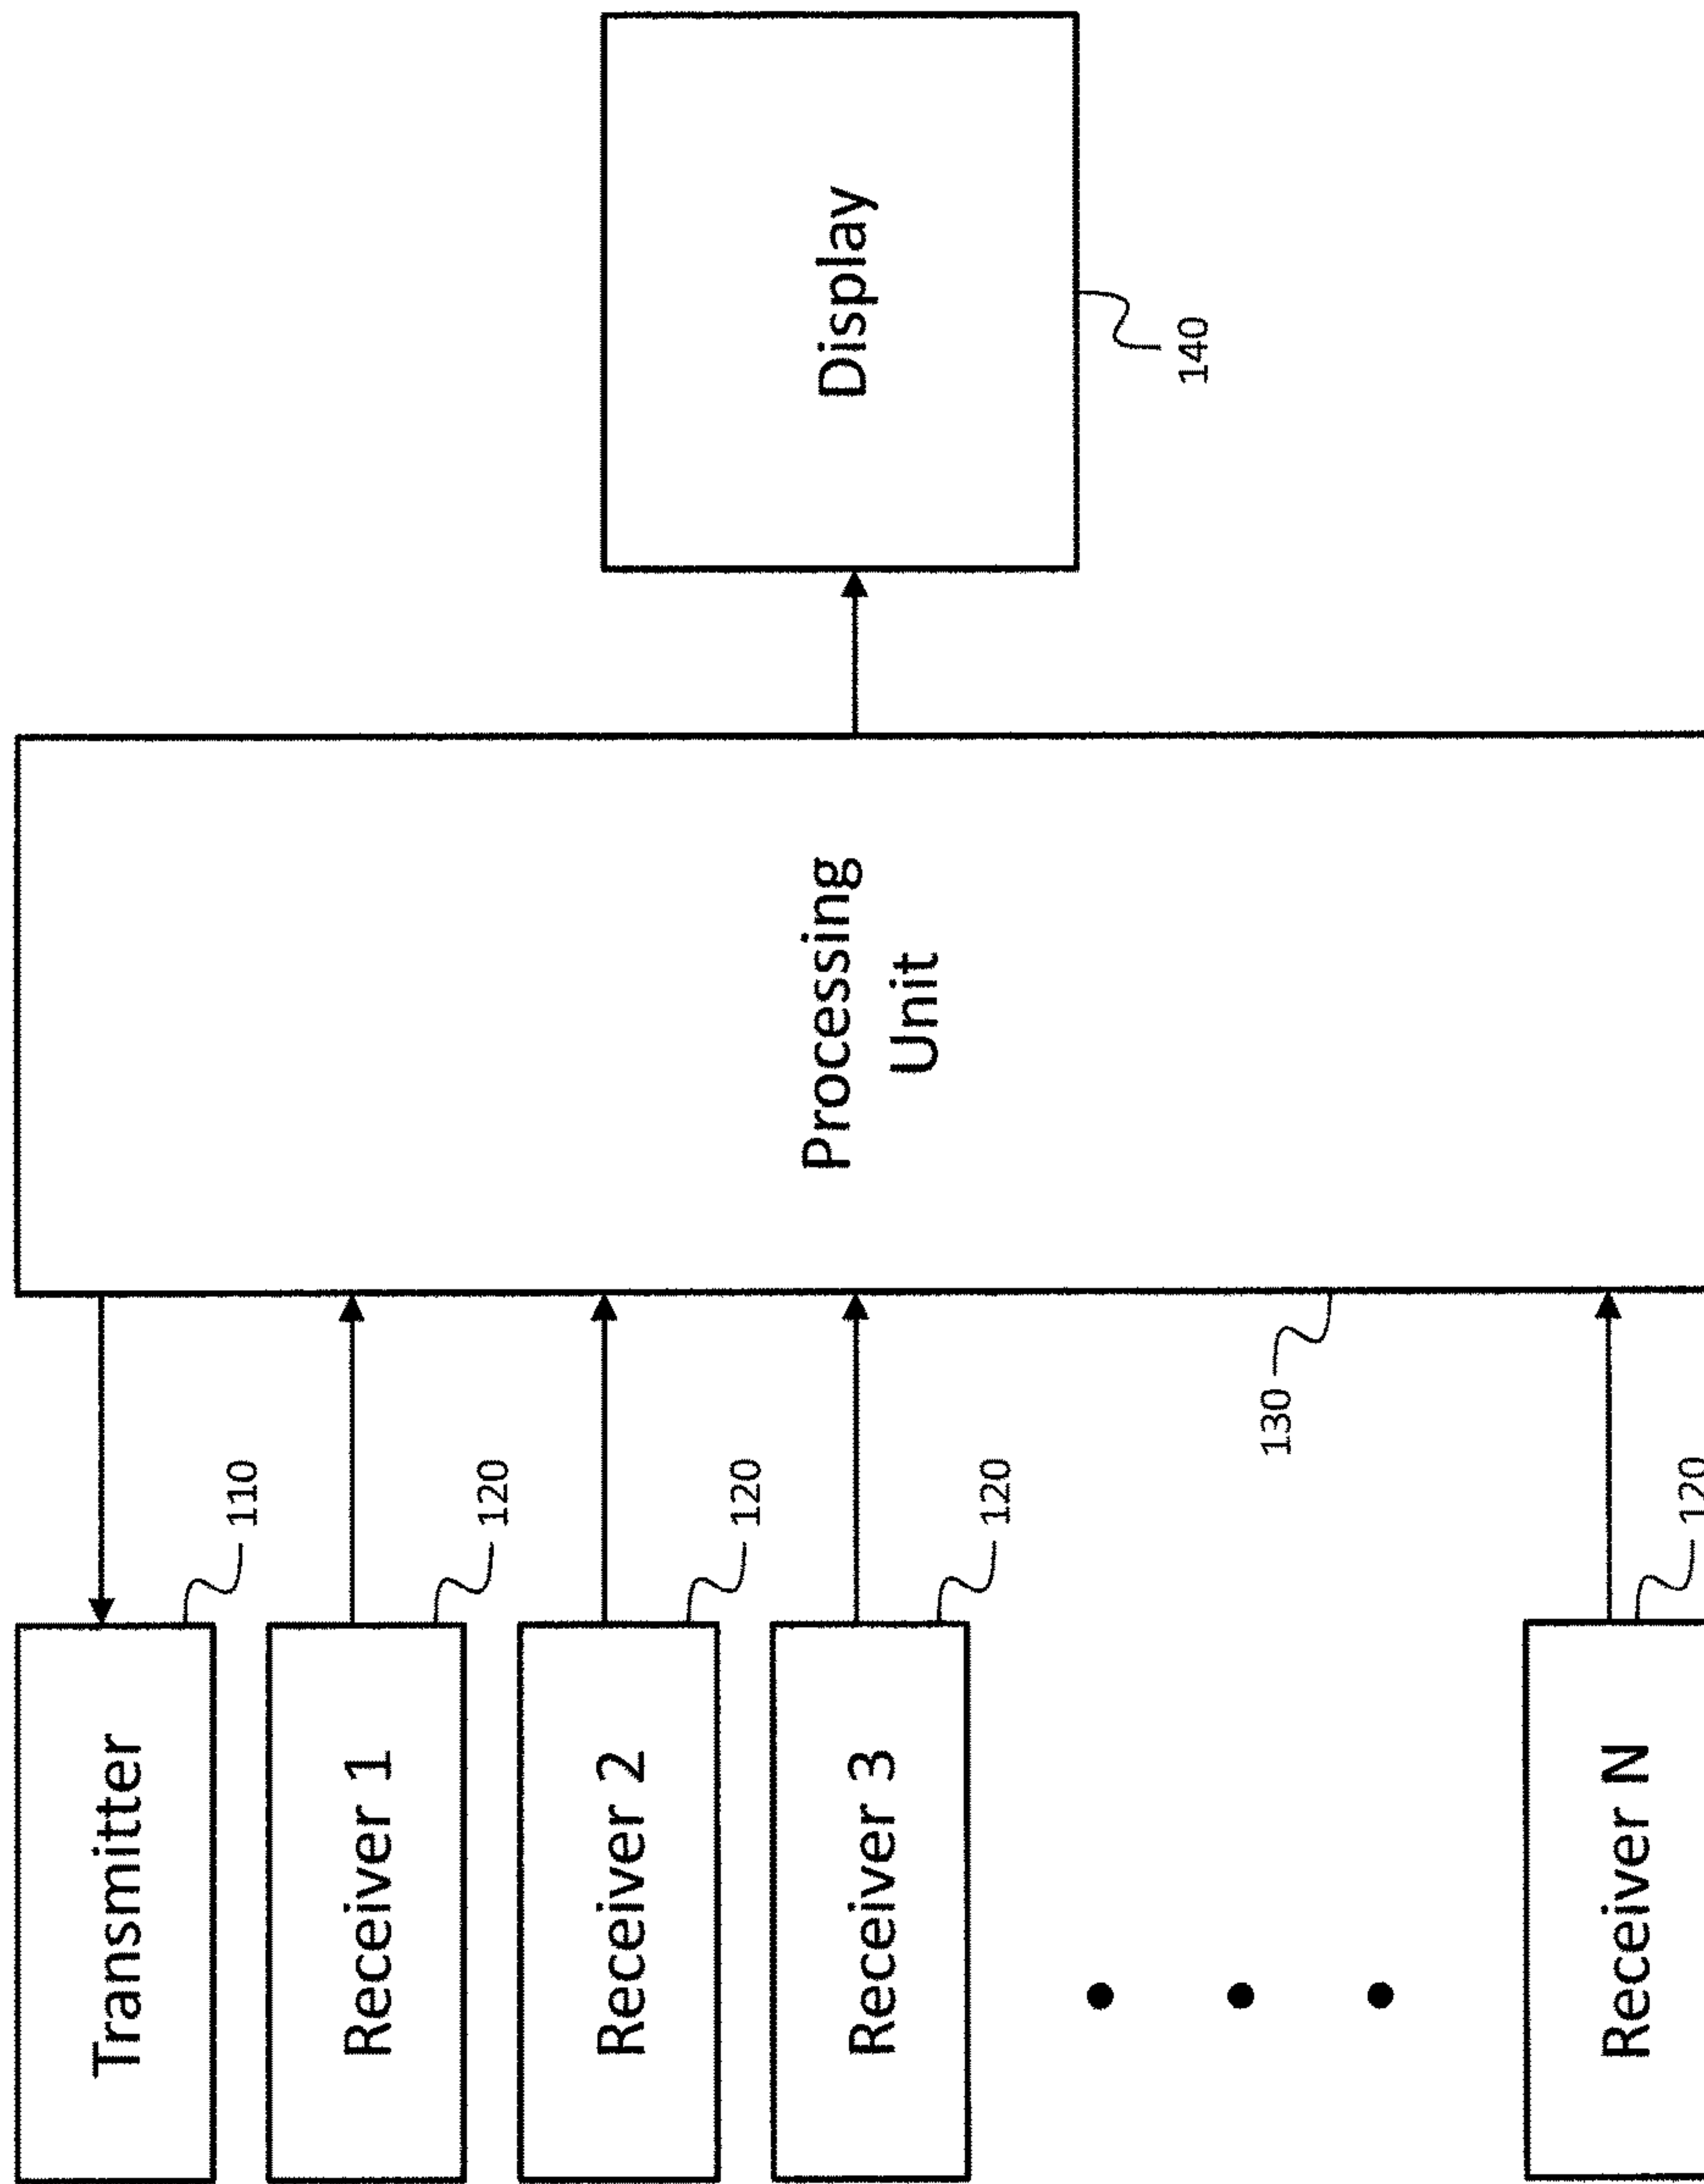 Transmitter
110
Receiver 1
120
Receiver 2
120
Receiver 3
120
Receiver N
120
130
Processing
Unit
Display
140